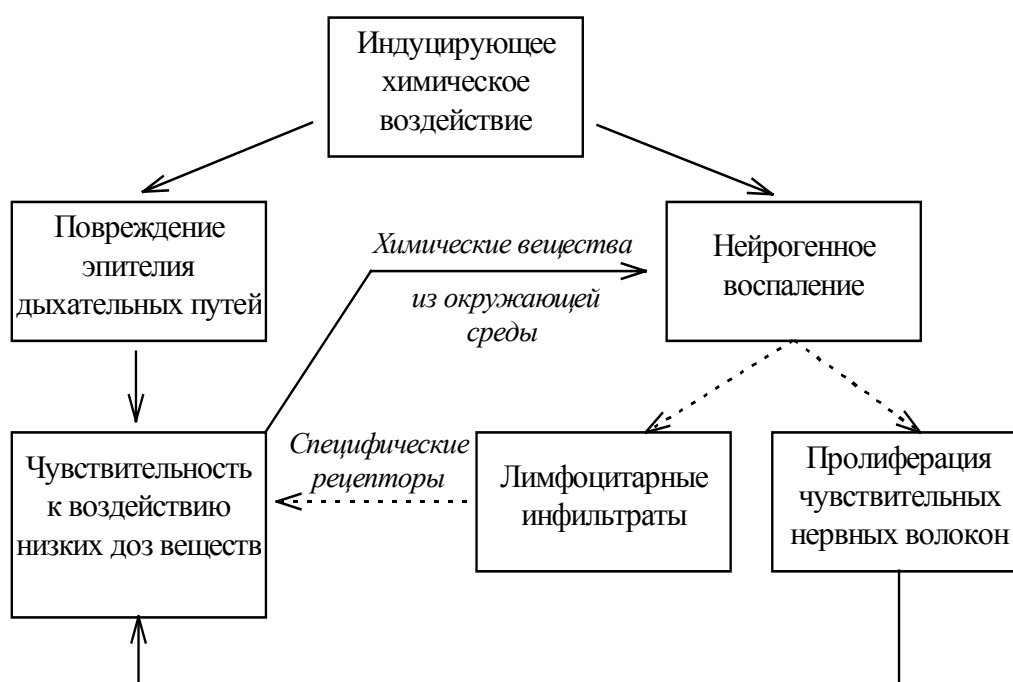 Индуцирующее
химическое
воздействие
Повреждение
эпителия
дыхательных путей
Химические вещества
из окружающей
среды
Нейрогенное
воспаление
Чувствительность
к воздействию
низких доз веществ
Специфические
рецепторы
Лимфоцитарные
инфильтраты
Пролиферация
чувствительных
нервных волокон